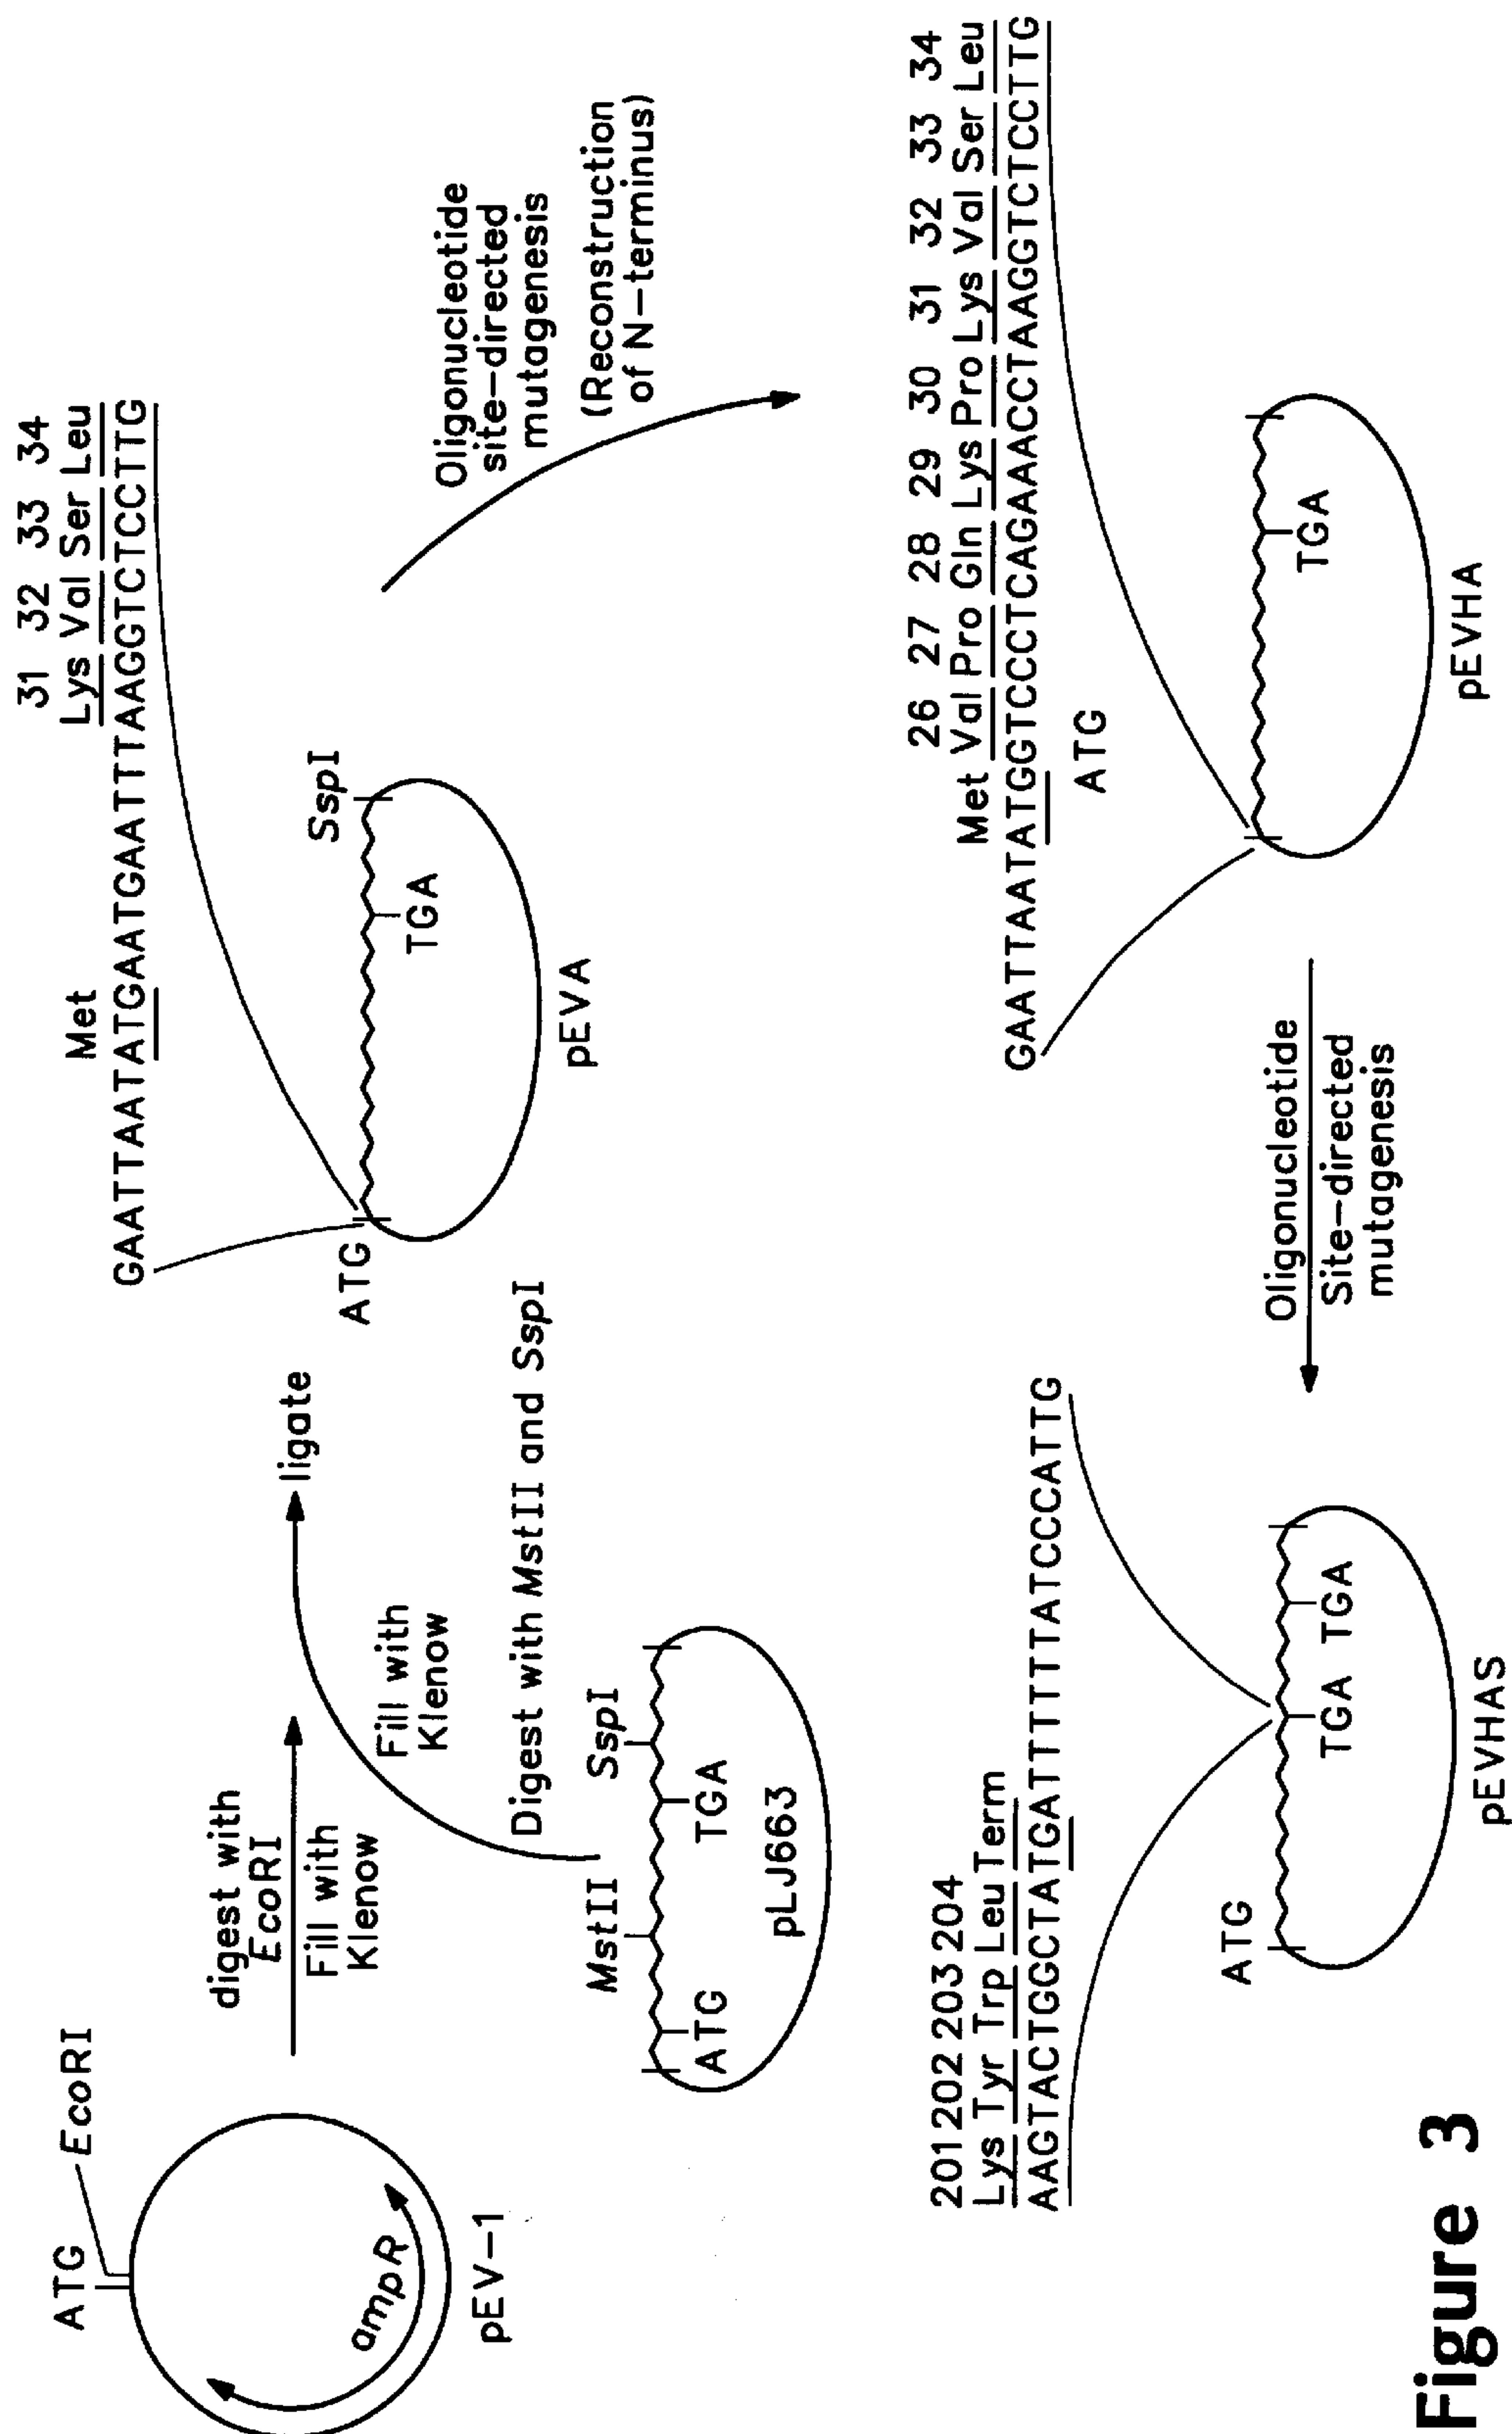 ATG
EcoRI
ampR
pEV-1
digest with
EcoRI
Fill with
Klenow
ligate
Fill with
Klenow
Digest with MstII and SspI
MstII
SspI
ATG
TGA
pLJ663
31 32 33 34
Met
Lys Val Ser Leu
GAATTAATATGAATGAATTTAAGGTCTCCTTG
ATG
SspI
TGA
pEVA
Oligonucleotide
site-directed
mutagenesis
(Reconstruction
of N-terminus)
26 27 28 29 30 31 32 33 34
Met Val Pro Gln Lys Pro Lys Val Ser Leu
GAATTAATATGGTCCCTCAGAAACCTAAGGTCTCCTTG
ATG
TGA
pEVHA
Oligonucleotide
Site-directed
mutagenesis
201 202 203 204
Lys Tyr Trp Leu Term
AAGTACTGGCTATGATTTTTTATCCCATTG
ATG
TGA TGA
pEVHAS
Figure 3